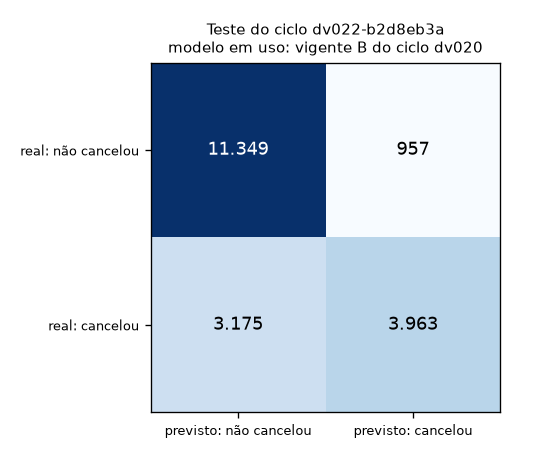 Teste do ciclo dv022-b2d8eb3a
modelo em uso: vigente B do ciclo dv020
real: não cancelou
11.349
957
real: cancelou
3.175
3.963
previsto: não cancelou
previsto: cancelou